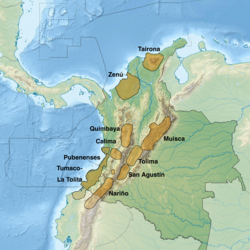 Tairona
Zenú
Quimbaya
Muisca
Calima
Pubenenses
Tolima
Tumaco-
La Tolita
San Agustín
Nariño